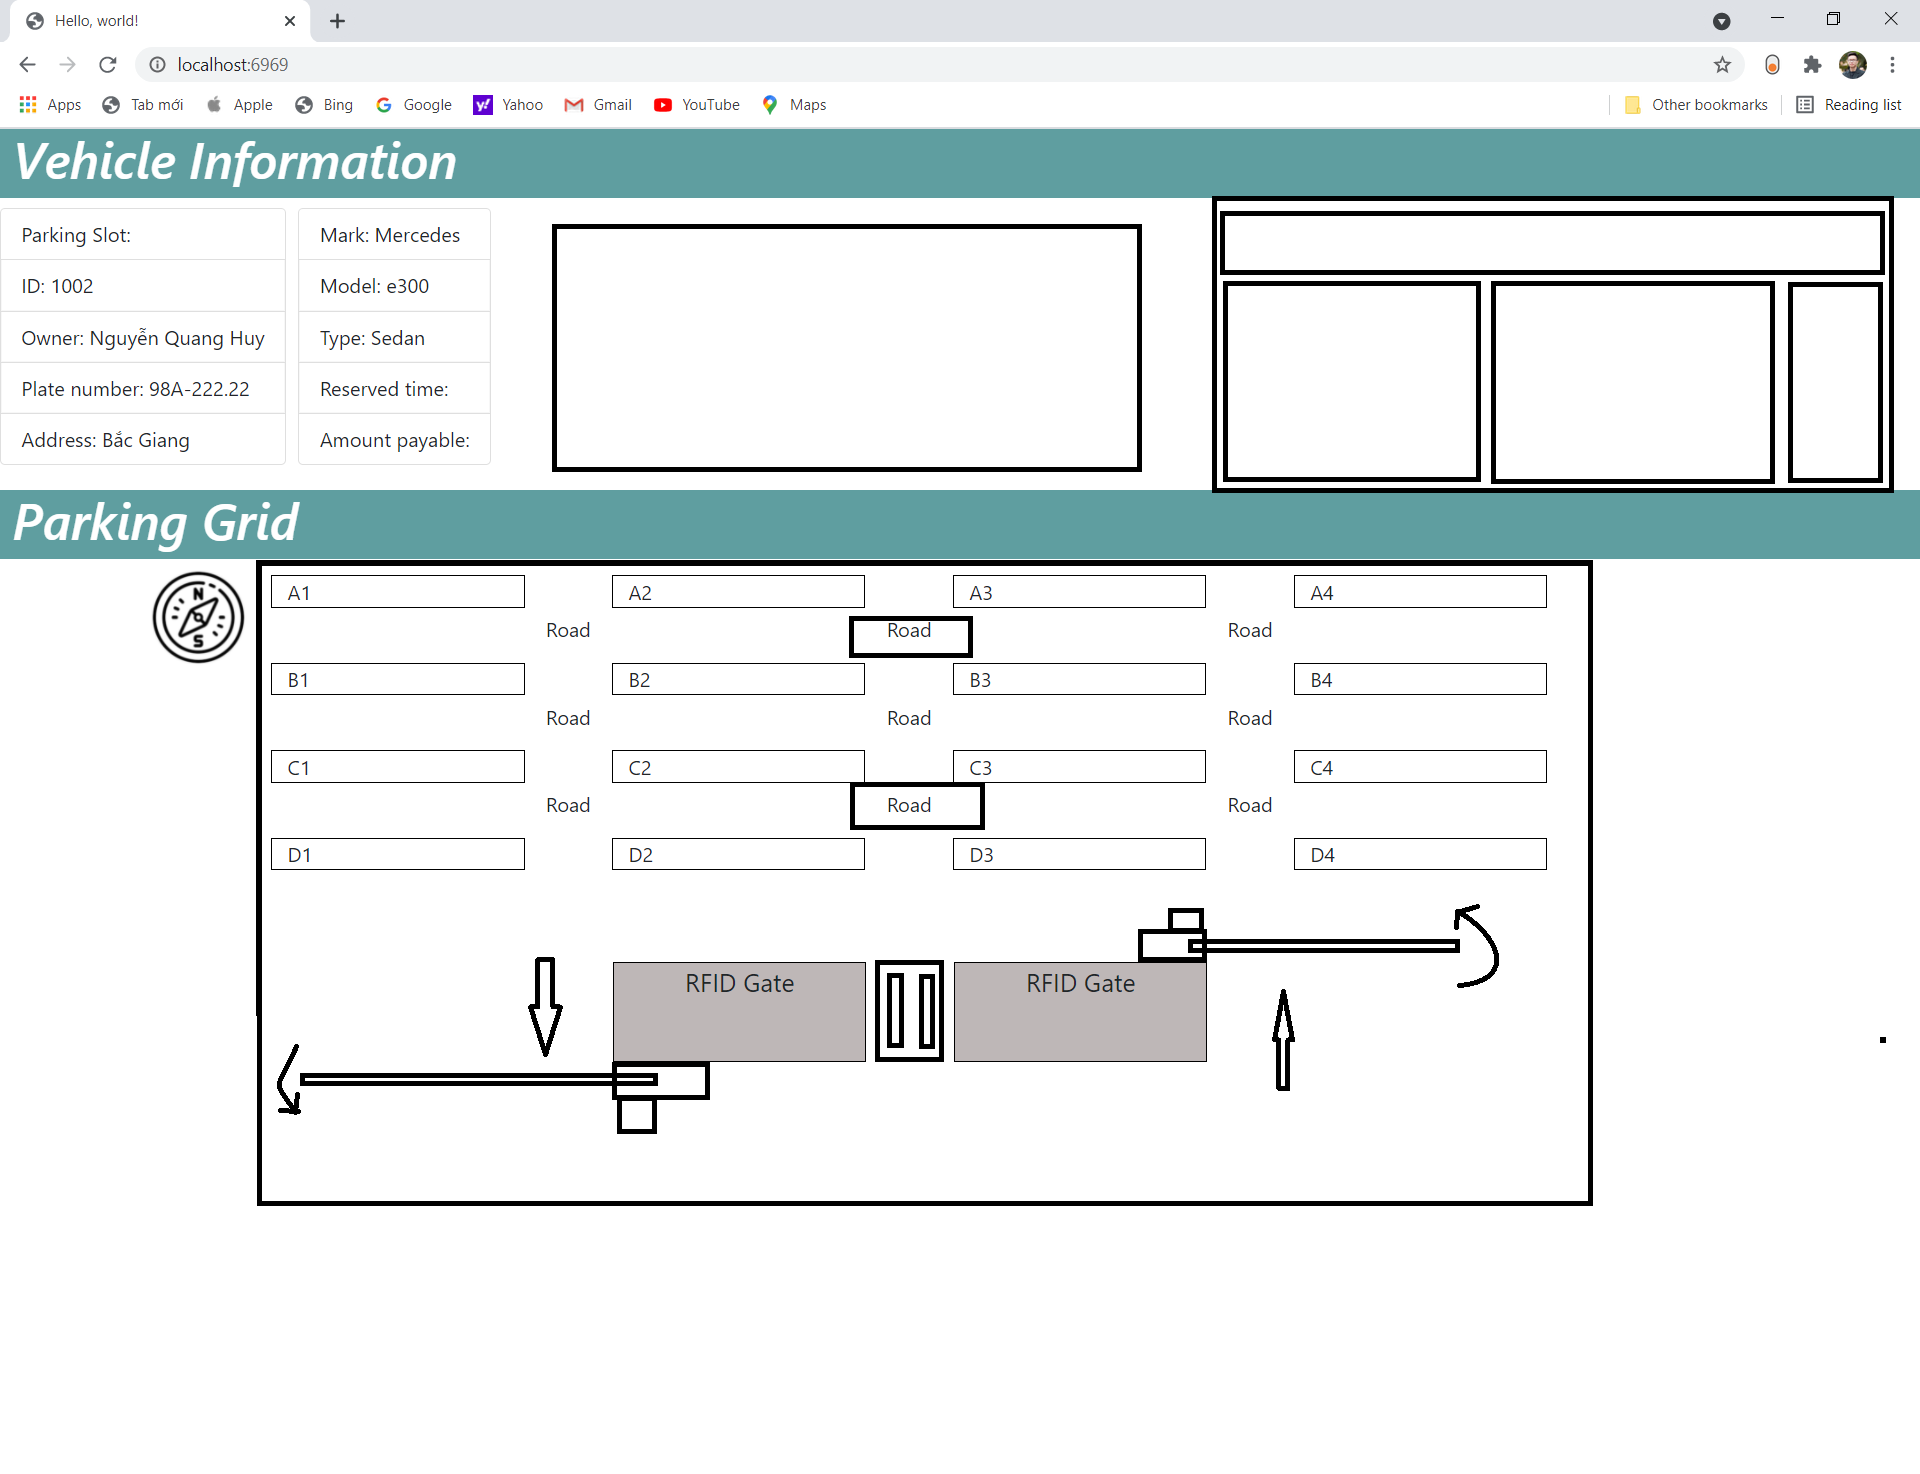 Hello, world!
localhost:6969
Apps Tab mới Apple Bing Google Yahoo Gmail YouTube Maps Other bookmarks Reading list
Vehicle Information
Parking Slot:
ID: 1002
Owner: Nguyễn Quang Huy
Plate number: 98A-222.22
Address: Bắc Giang
Mark: Mercedes
Model: e300
Type: Sedan
Reserved time:
Amount payable:
Parking Grid
N
S
A1 A2 A3 A4
Road Road Road
B1 B2 B3 B4
Road Road Road
C1 C2 C3 C4
Road Road Road
D1 D2 D3 D4
RFID Gate RFID Gate